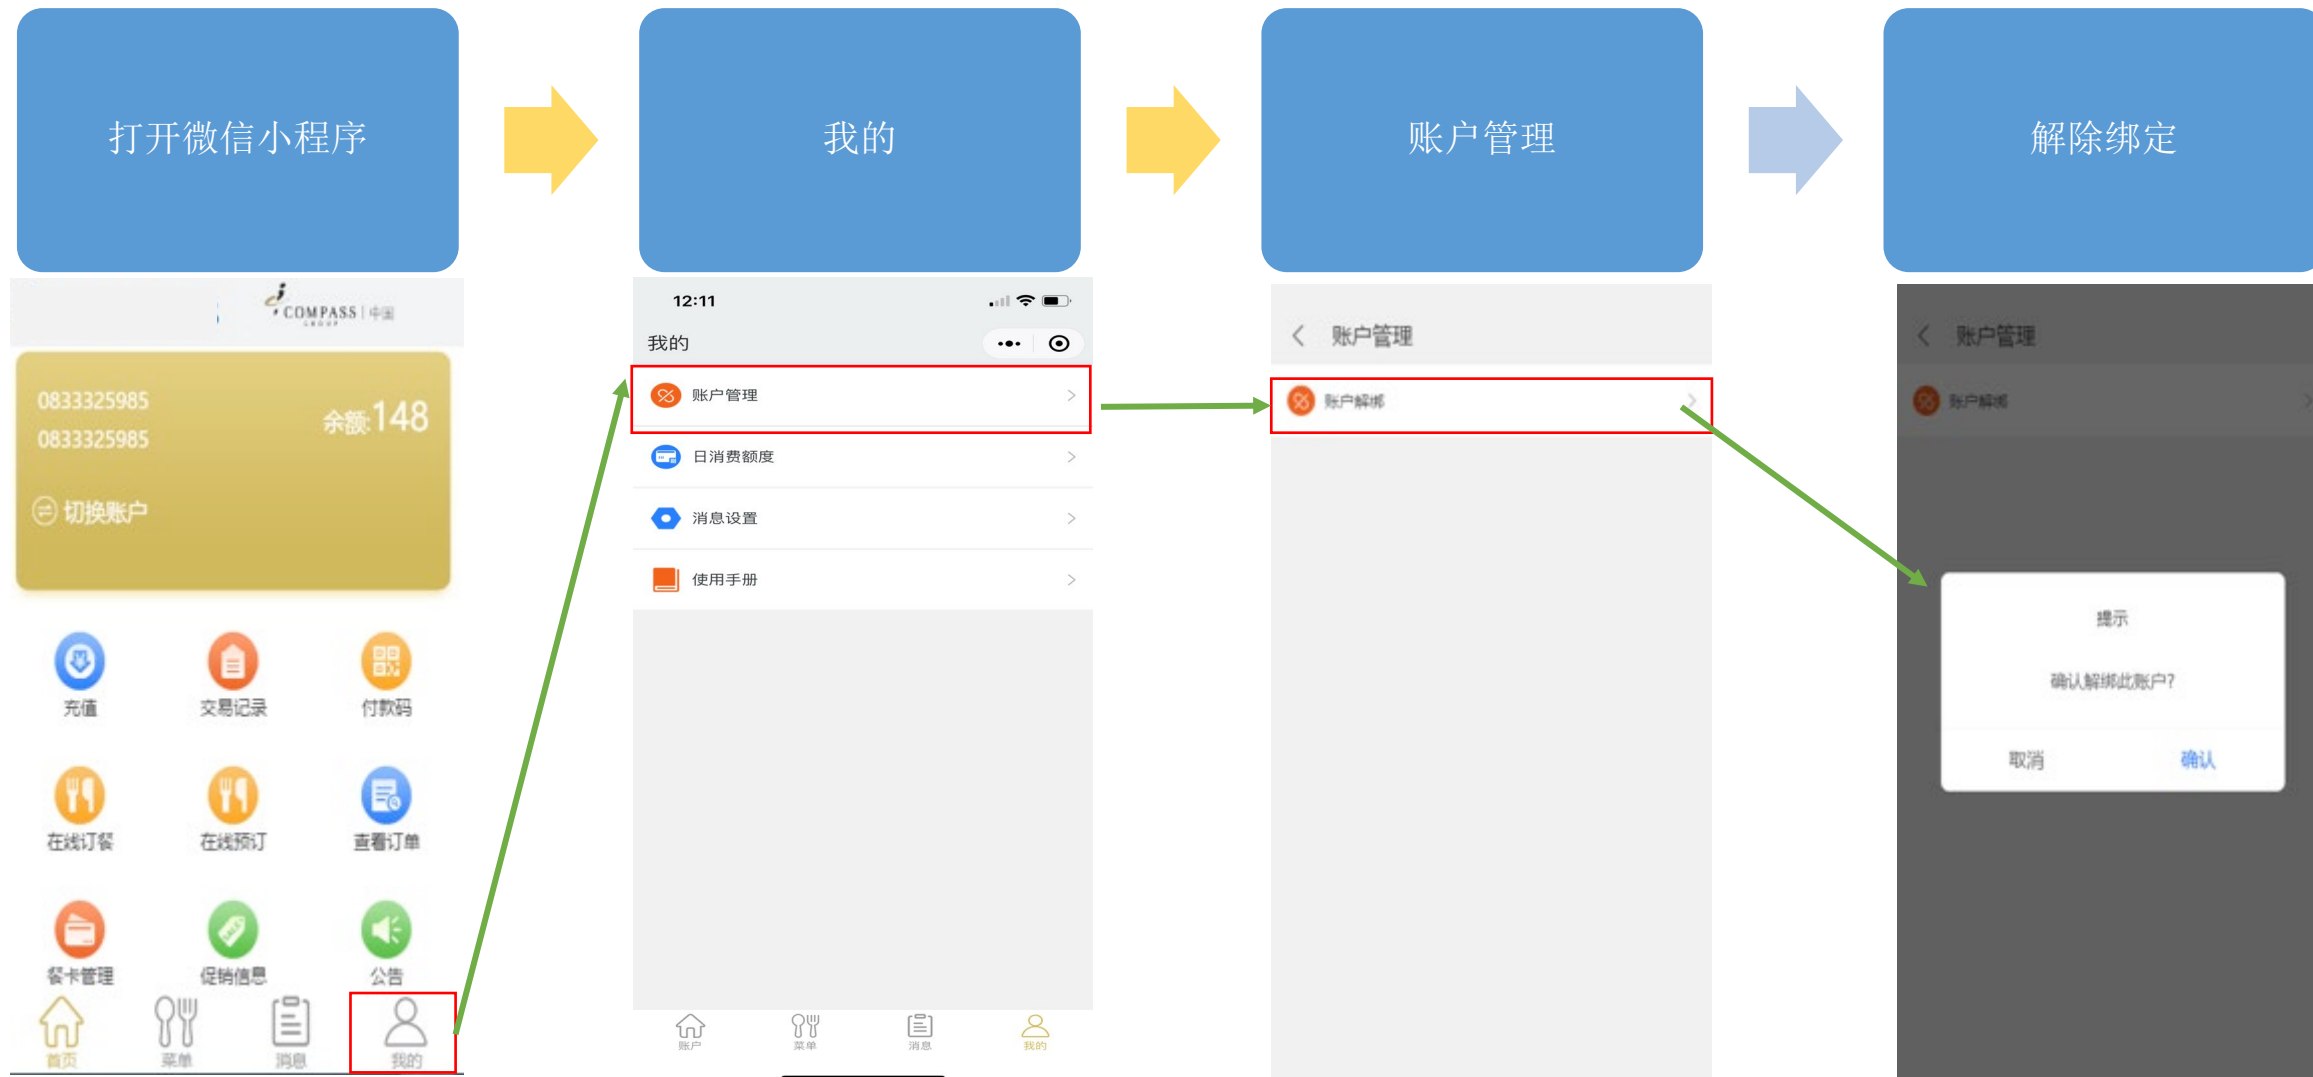 打开微信小程序
我的
账户管理
解除绑定
COMPASS 中国
GROUP
0833325985
0833325985
余额:148
切换账户
充值
交易记录
付款码
在线订餐
在线预订
查看订单
餐卡管理
促销信息
公告
首页
菜单
消息
我的
12:11
我的
账户管理
日消费额度
消息设置
使用手册
账户
菜单
消息
我的
账户管理
账户解绑
账户管理
账户解绑
提示
确认解绑此账户?
取消
确认